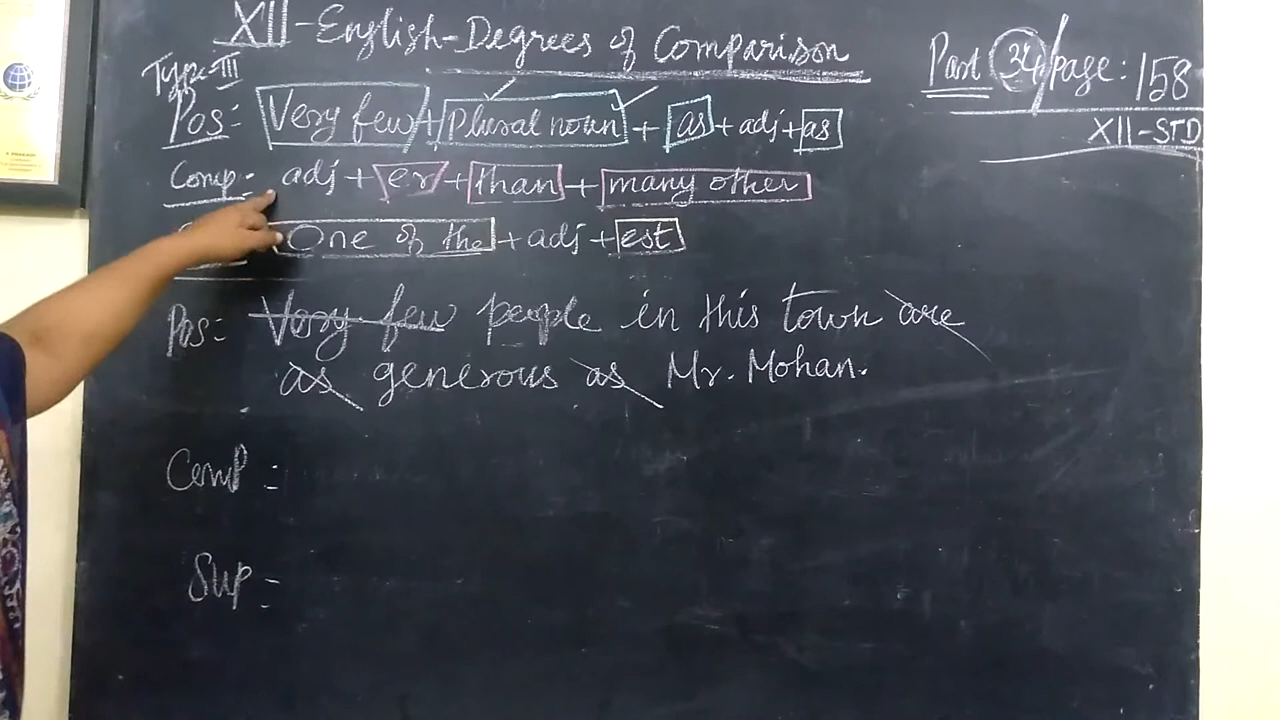 XII-English-Degrees of Comparison
Part 34/page: 158
XII-STD
Type-III
Pos: Very few + Plural noun + as + adj + as
Comp: adj + er + than + many other
One of the + adj + est
Pos: Very few people in this town are
as generous as Mr. Mohan.
Comp:
Sup: